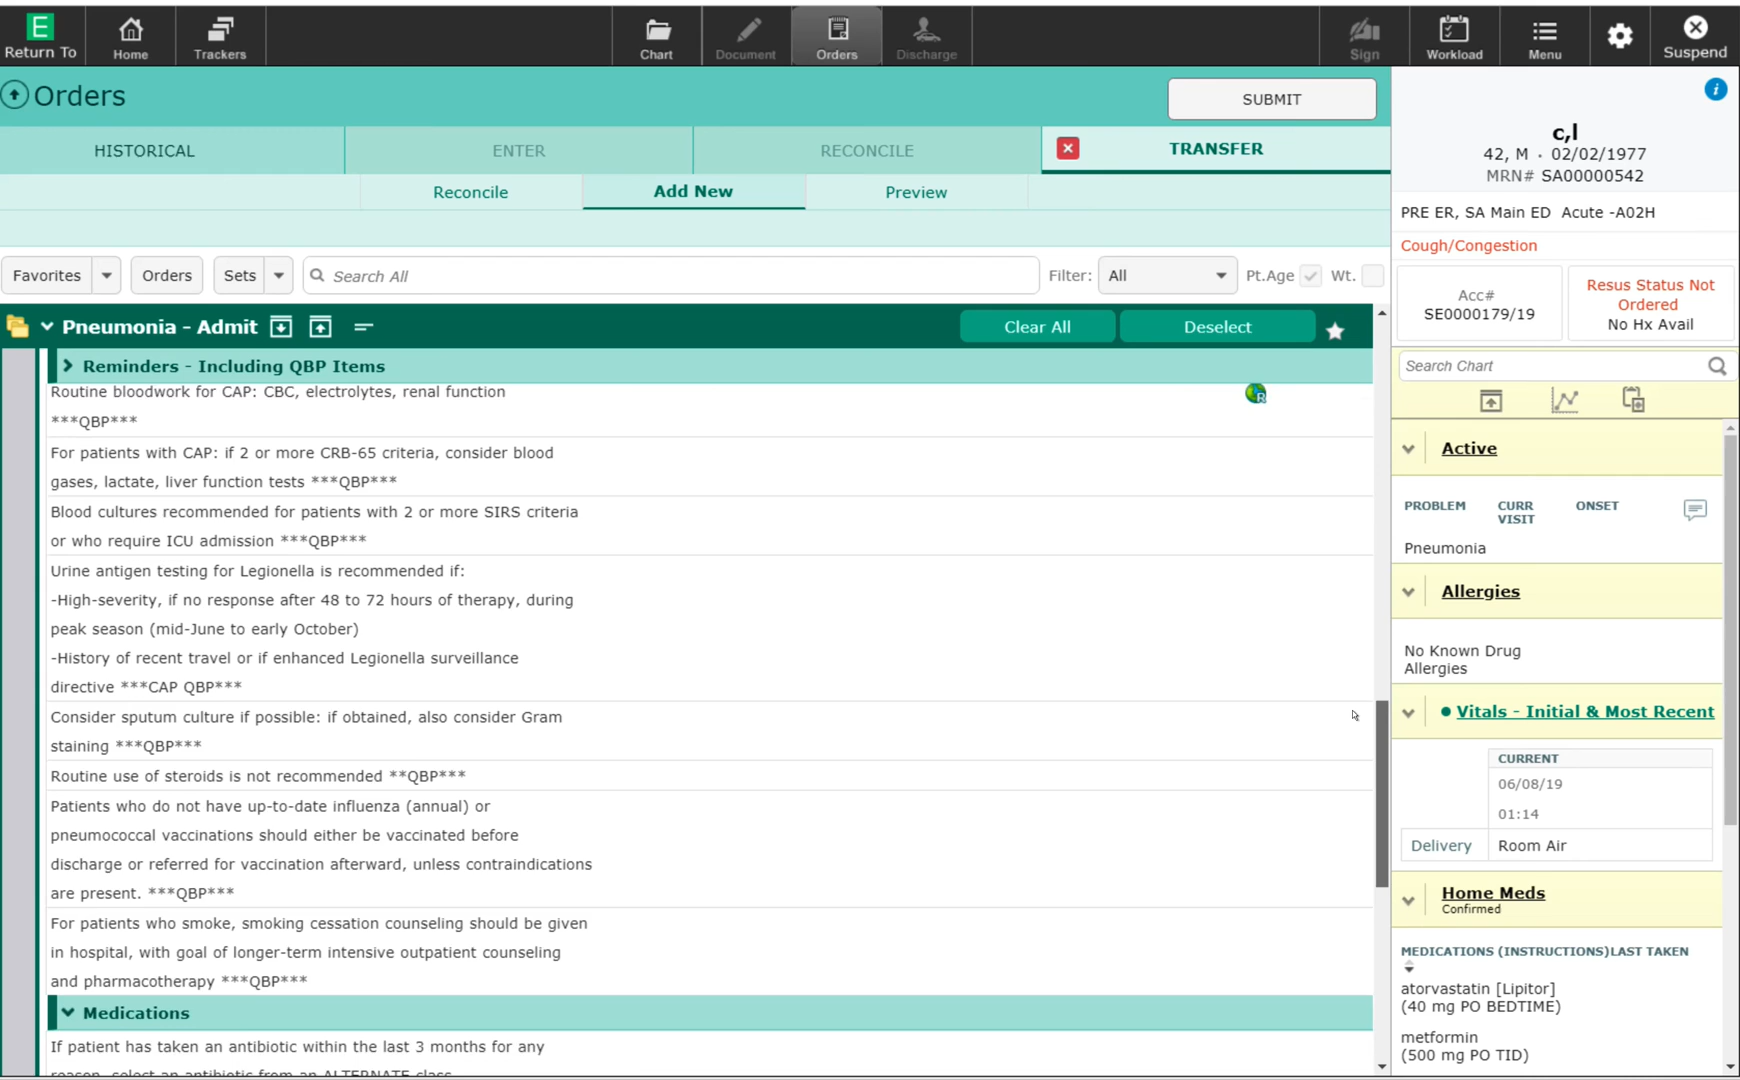 E
Return To
Home
Trackers
Chart
Document
Orders
Discharge
Sign
Workload
Menu
Suspend
Orders
SUBMIT
HISTORICAL
ENTER
RECONCILE
TRANSFER
Reconcile
Add New
Preview
Favorites
Orders
Sets
Search All
Filter:
All
Pt.Age
Wt.
Pneumonia - Admit
Clear All
Deselect
Reminders - Including QBP Items
Routine bloodwork for CAP: CBC, electrolytes, renal function
***QBP***
R
For patients with CAP: if 2 or more CRB-65 criteria, consider blood
gases, lactate, liver function tests ***QBP***
Blood cultures recommended for patients with 2 or more SIRS criteria
or who require ICU admission ***QBP***
Urine antigen testing for Legionella is recommended if:
-High-severity, if no response after 48 to 72 hours of therapy, during
peak season (mid-June to early October)
-History of recent travel or if enhanced Legionella surveillance
directive ***CAP QBP***
Consider sputum culture if possible: if obtained, also consider Gram
staining ***QBP***
Routine use of steroids is not recommended **QBP***
Patients who do not have up-to-date influenza (annual) or
pneumococcal vaccinations should either be vaccinated before
discharge or referred for vaccination afterward, unless contraindications
are present. ***QBP***
For patients who smoke, smoking cessation counseling should be given
in hospital, with goal of longer-term intensive outpatient counseling
and pharmacotherapy ***QBP***
Medications
If patient has taken an antibiotic within the last 3 months for any
reason, select an antibiotic from an ALTERNATE class
i
c,l
42, M · 02/02/1977
MRN# SA00000542
PRE ER, SA Main ED Acute -A02H
Cough/Congestion
Acc#
SE0000179/19
Resus Status Not
Ordered
No Hx Avail
Search Chart
Active
PROBLEM
CURR
VISIT
ONSET
Pneumonia
Allergies
No Known Drug
Allergies
Vitals - Initial & Most Recent
CURRENT
06/08/19
01:14
Delivery
Room Air
Home Meds
Confirmed
MEDICATIONS (INSTRUCTIONS)LAST TAKEN
atorvastatin [Lipitor]
(40 mg PO BEDTIME)
metformin
(500 mg PO TID)